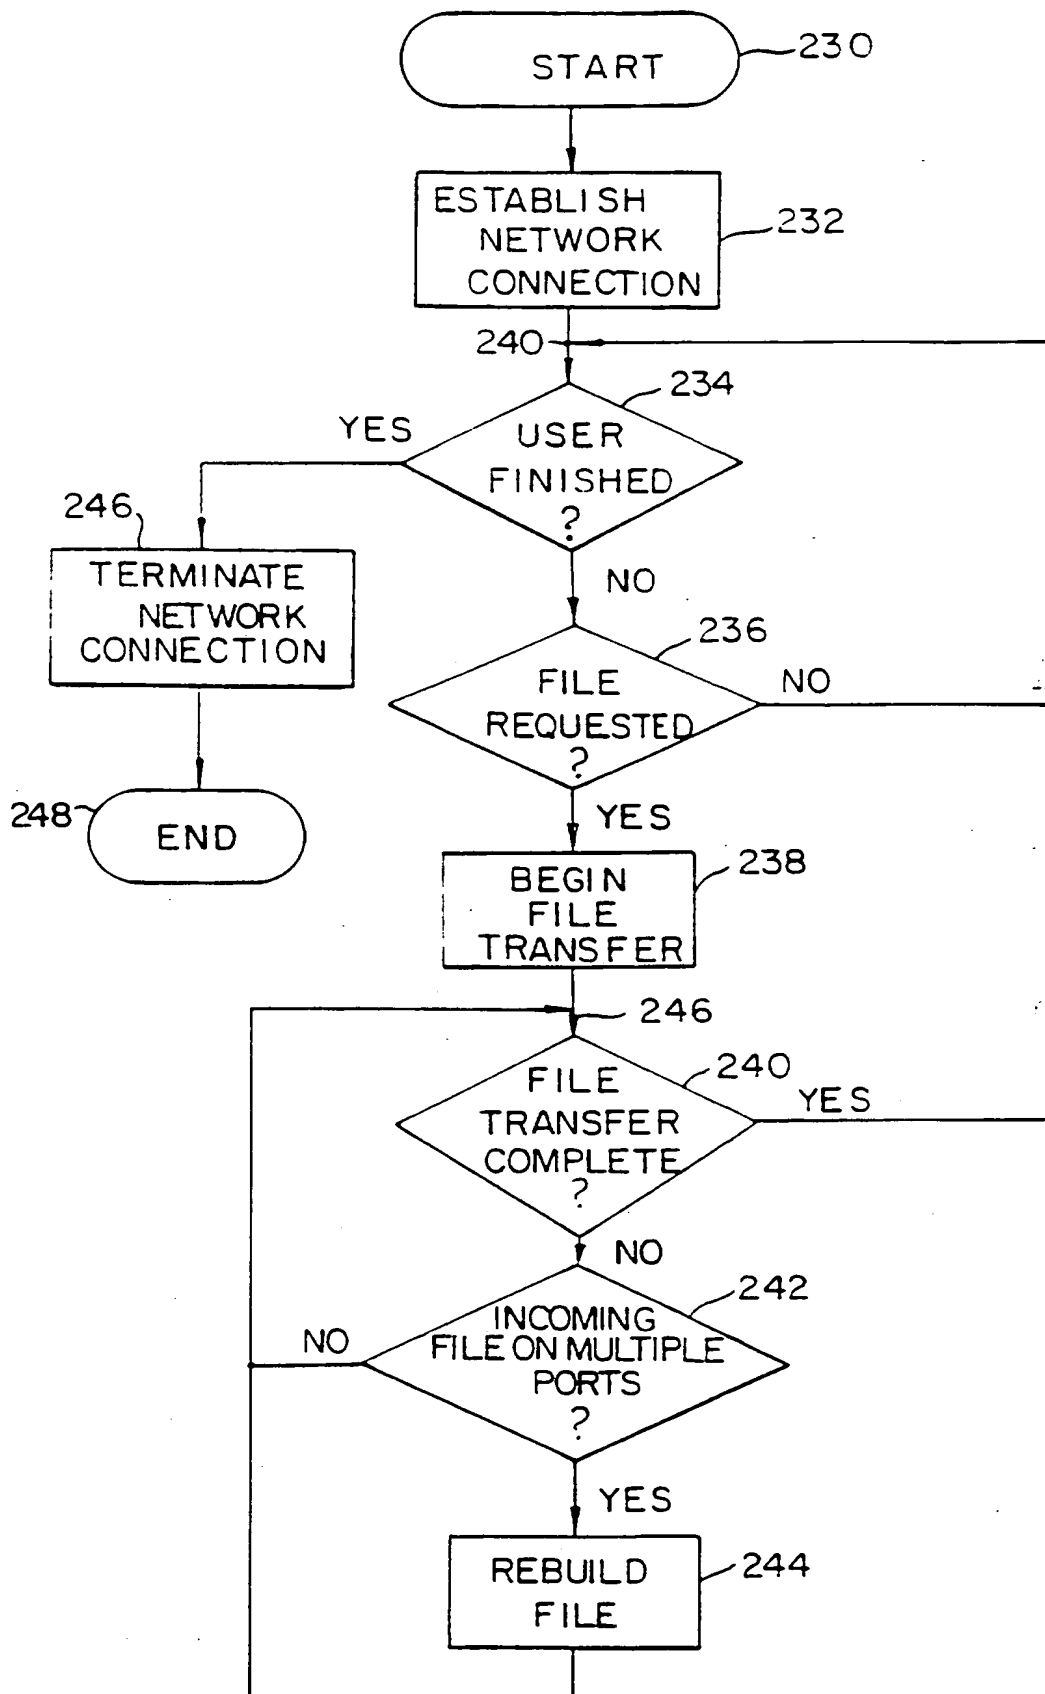 START
230
ESTABLISH
NETWORK
CONNECTION
232
240
234
YES
USER
FINISHED
?
246
TERMINATE
NETWORK
CONNECTION
NO
236
FILE
REQUESTED
?
NO
248
END
YES
BEGIN
FILE
TRANSFER
238
246
240
FILE
TRANSFER
COMPLETE
?
YES
NO
242
INCOMING
FILE ON MULTIPLE
PORTS
?
NO
YES
REBUILD
FILE
244